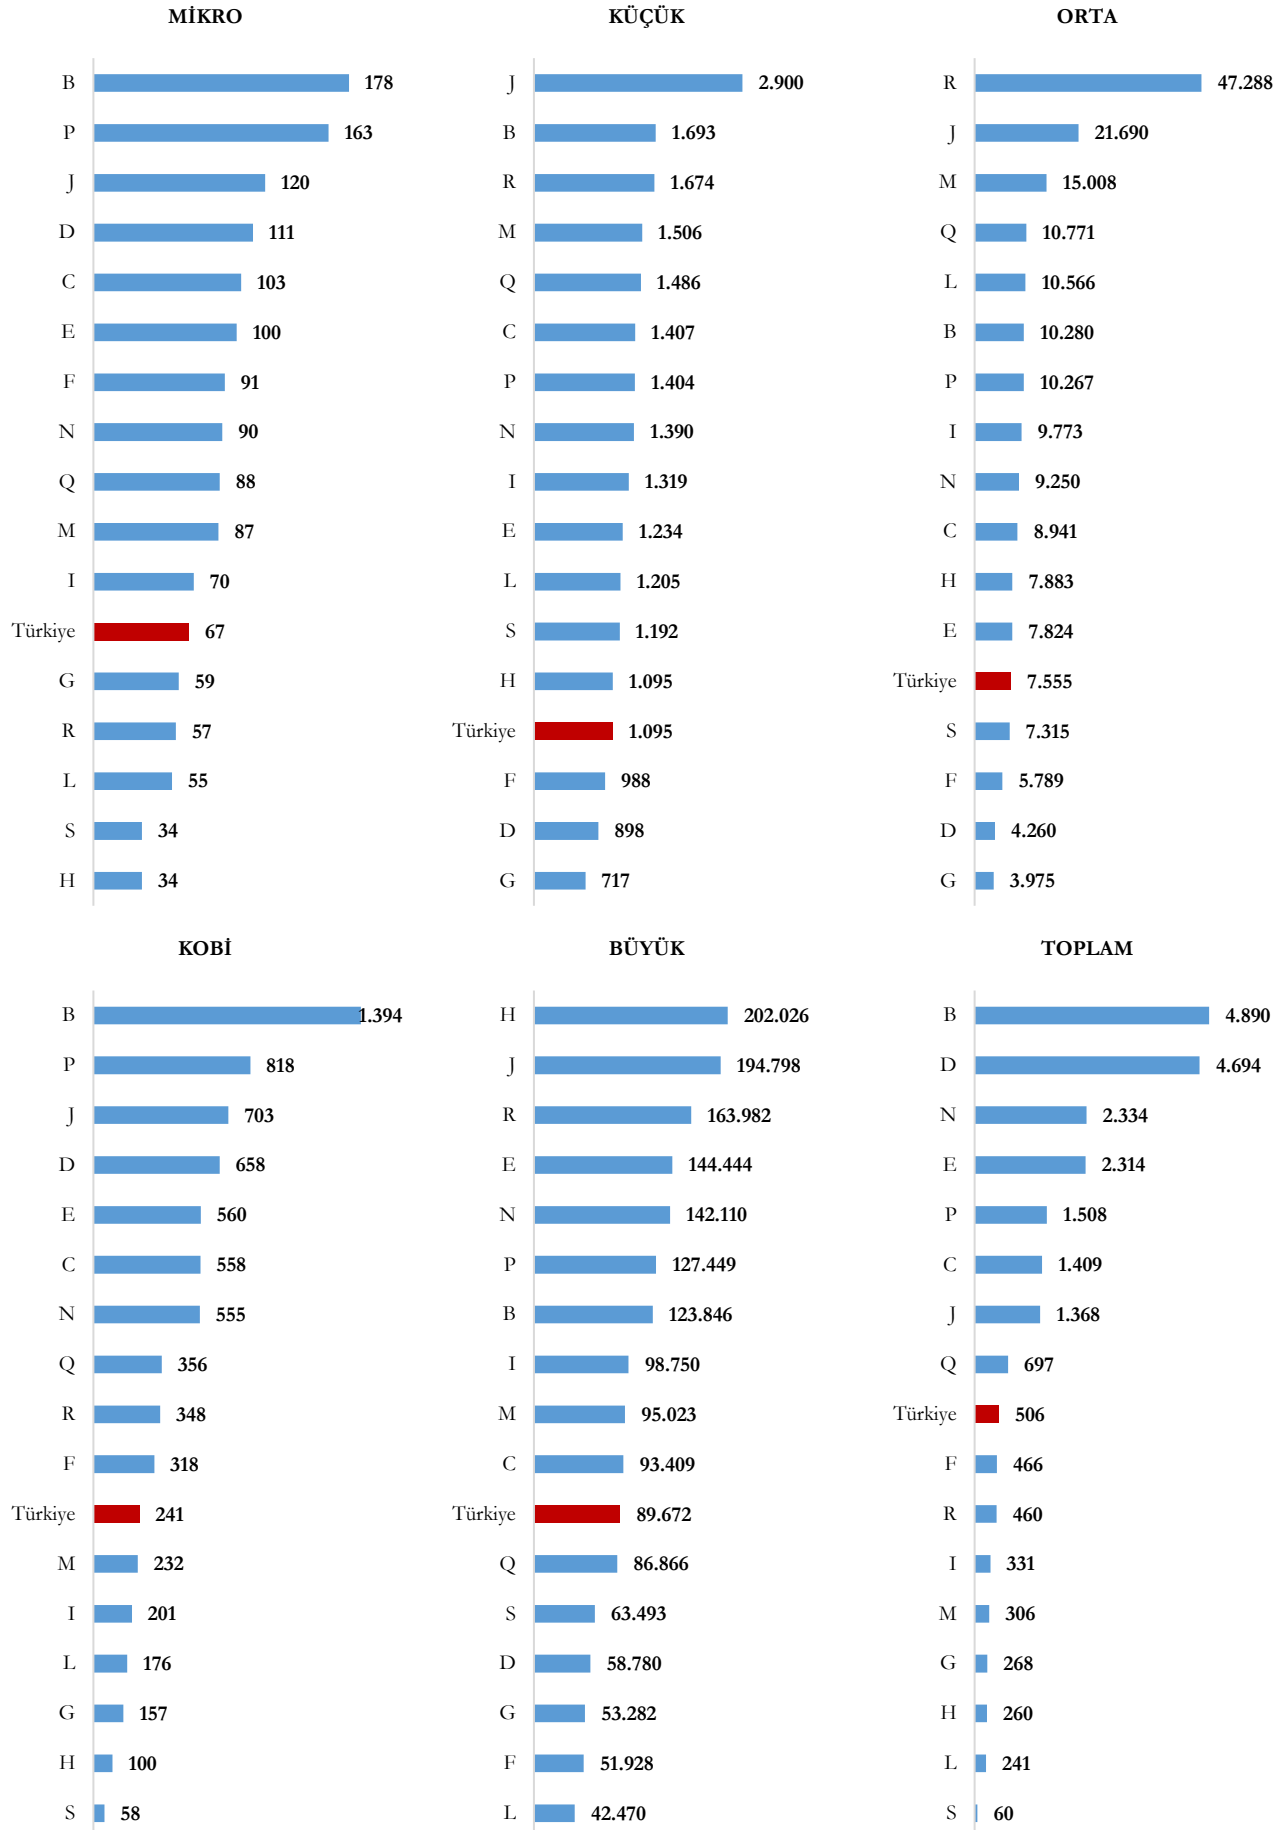 MİKRO
B 178
P 163
J 120
D 111
C 103
E 100
F 91
N 90
Q 88
M 87
I 70
Türkiye 67
G 59
R 57
L 55
S 34
H 34
KÜÇÜK
J 2.900
B 1.693
R 1.674
M 1.506
Q 1.486
C 1.407
P 1.404
N 1.390
I 1.319
E 1.234
L 1.205
S 1.192
H 1.095
Türkiye 1.095
F 988
D 898
G 717
ORTA
R 47.288
J 21.690
M 15.008
Q 10.771
L 10.566
B 10.280
P 10.267
I 9.773
N 9.250
C 8.941
H 7.883
E 7.824
Türkiye 7.555
S 7.315
F 5.789
D 4.260
G 3.975
KOBİ
B 1.394
P 818
J 703
D 658
E 560
C 558
N 555
Q 356
R 348
F 318
Türkiye 241
M 232
I 201
L 176
G 157
H 100
S 58
BÜYÜK
H 202.026
J 194.798
R 163.982
E 144.444
N 142.110
P 127.449
B 123.846
I 98.750
M 95.023
C 93.409
Türkiye 89.672
Q 86.866
S 63.493
D 58.780
G 53.282
F 51.928
L 42.470
TOPLAM
B 4.890
D 4.694
N 2.334
E 2.314
P 1.508
C 1.409
J 1.368
Q 697
Türkiye 506
F 466
R 460
I 331
M 306
G 268
H 260
L 241
S 60